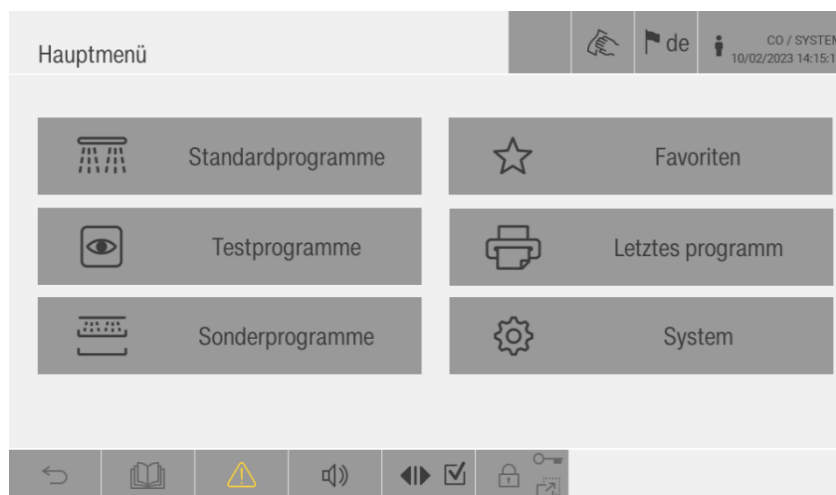 Hauptmenü
de
CO / SYSTEM
10/02/2023 14:15:1
Standardprogramme
Favoriten
Testprogramme
Letztes programm
Sonderprogramme
System